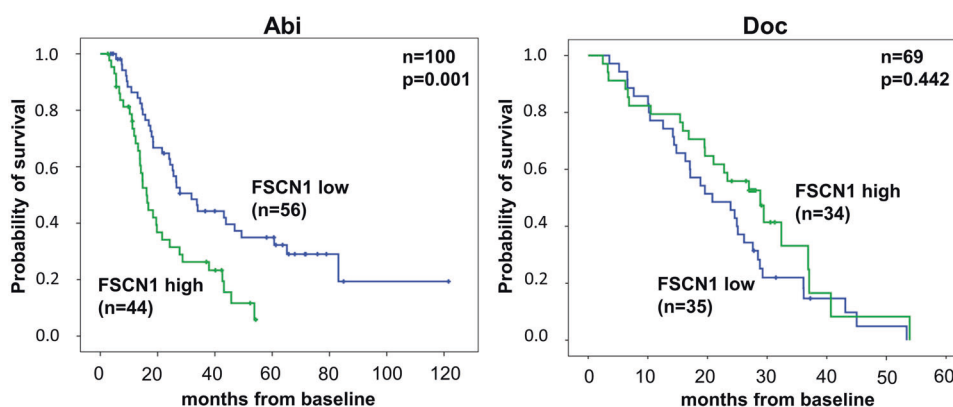 Abi
n=100
p=0.001
Probability of survival
1.0
0.8
0.6
0.4
0.2
0.0
FSCN1 low
(n=56)
FSCN1 high
(n=44)
0 20 40 60 80 100 120
months from baseline
Doc
n=69
p=0.442
Probability of survival
1.0
0.8
0.6
0.4
0.2
0.0
FSCN1 high
(n=34)
FSCN1 low
(n=35)
0 10 20 30 40 50 60
months from baseline